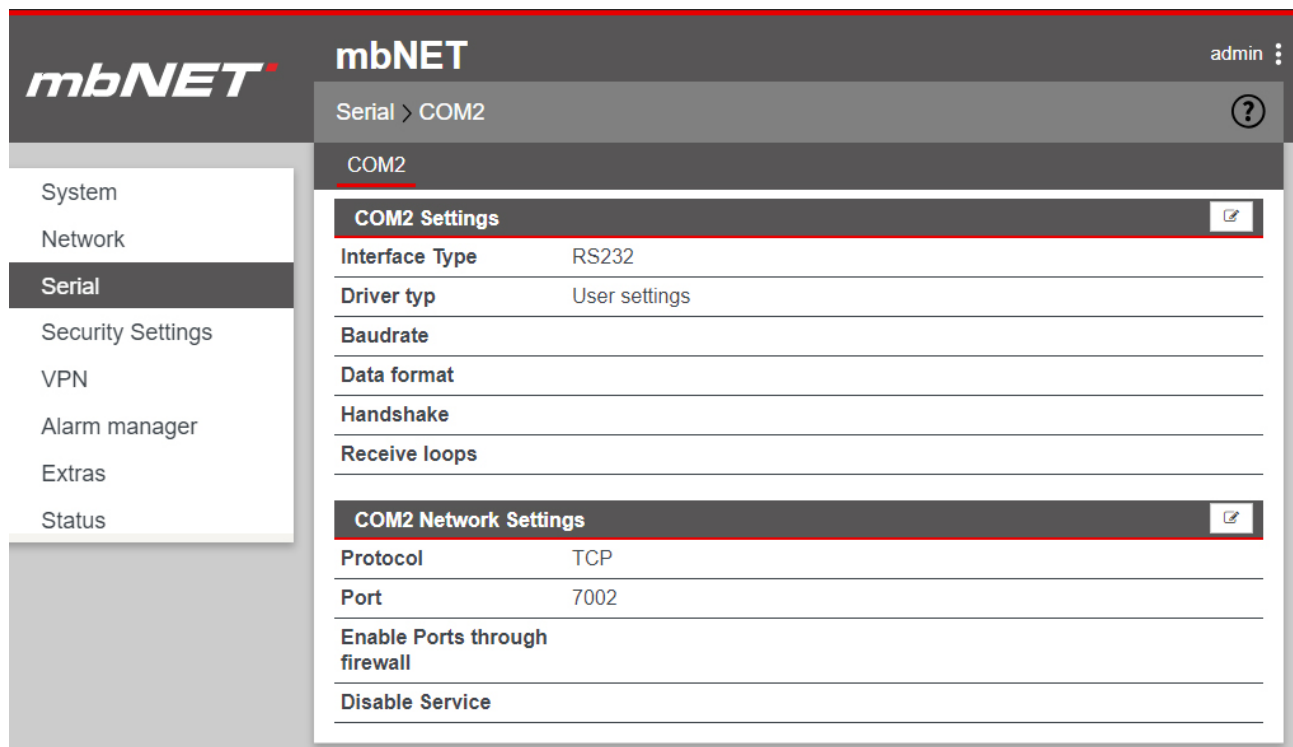 mbNET
mbNET
admin
Serial > COM2
?
COM2
System
Network
Serial
Security Settings
VPN
Alarm manager
Extras
Status
COM2 Settings
Interface Type RS232
Driver typ User settings
Baudrate
Data format
Handshake
Receive loops
COM2 Network Settings
Protocol TCP
Port 7002
Enable Ports through
firewall
Disable Service